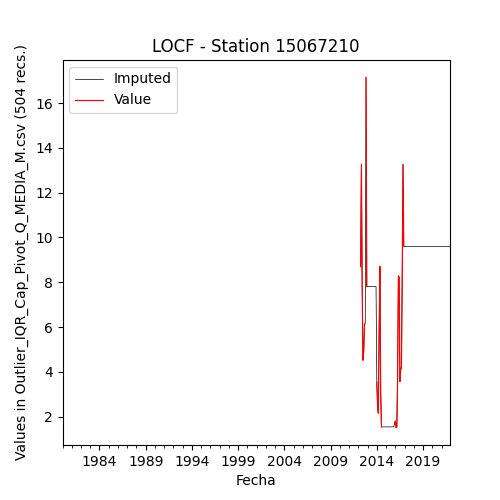 LOCF - Station 15067210
Imputed
Value
Values in Outlier_IQR_Cap_Pivot_Q_MEDIA_M.csv (504 recs.)
16
14
12
10
8
6
4
2
1984 1989 1994 1999 2004 2009 2014 2019
Fecha